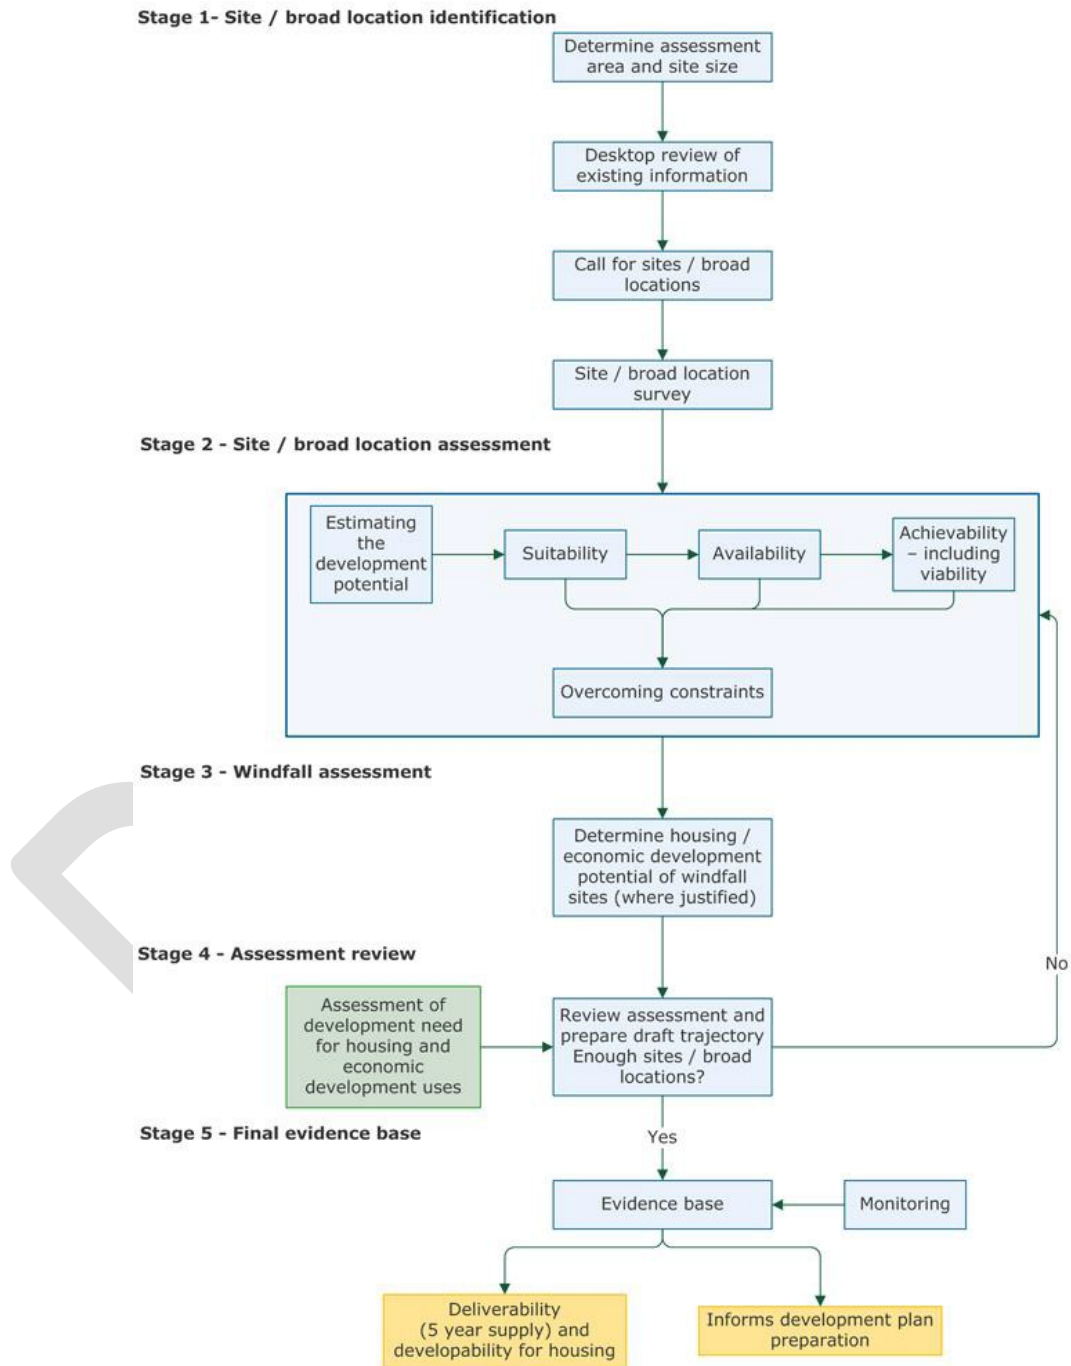 Stage 1- Site / broad location identification
Determine assessment
area and site size
Desktop review of
existing information
Call for sites / broad
locations
Site / broad location
survey
Stage 2 - Site / broad location assessment
Estimating
the
development
potential
Suitability
Availability
Achievability
– including
viability
Overcoming constraints
Stage 3 - Windfall assessment
Determine housing /
economic development
potential of windfall
sites (where justified)
Stage 4 - Assessment review
No
Assessment of
development need
for housing and
economic
development uses
Review assessment and
prepare draft trajectory
Enough sites / broad
locations?
Stage 5 - Final evidence base
Yes
Evidence base
Monitoring
Deliverability
(5 year supply) and
developability for housing
Informs development plan
preparation